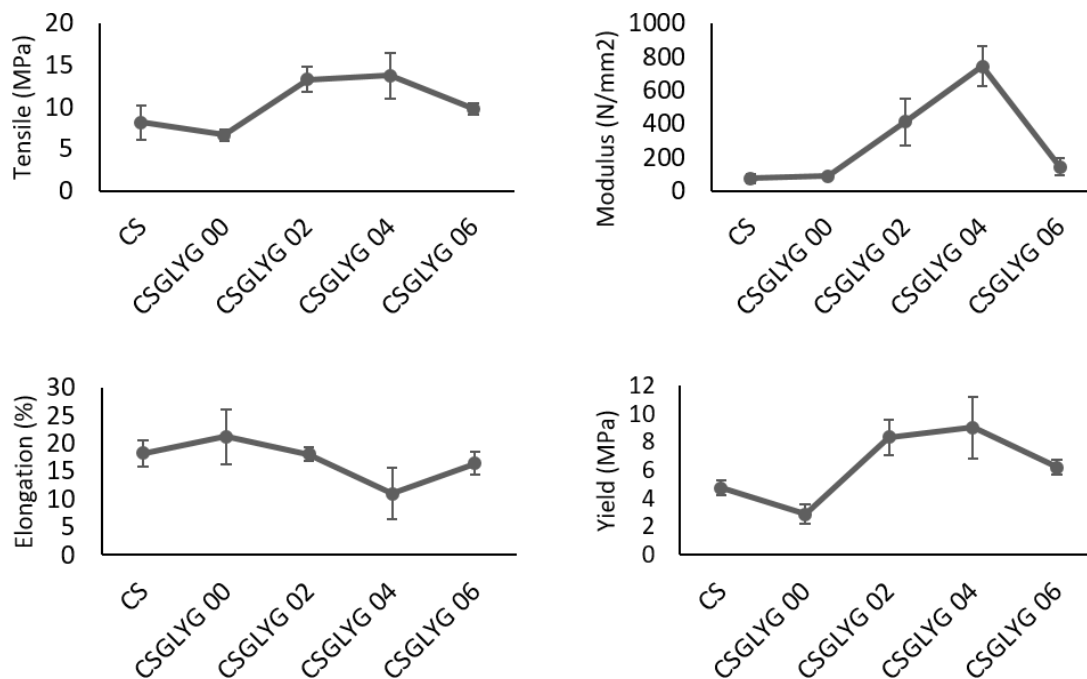 Tensile (MPa)
20
15
10
5
0
CS
CSGLYG 00
CSGLYG 02
CSGLYG 04
CSGLYG 06
Modulus (N/mm2)
1000
800
600
400
200
0
CS
CSGLYG 00
CSGLYG 02
CSGLYG 04
CSGLYG 06
Elongation (%)
30
25
20
15
10
5
0
CS
CSGLYG 00
CSGLYG 02
CSGLYG 04
CSGLYG 06
Yield (MPa)
12
10
8
6
4
2
0
CS
CSGLYG 00
CSGLYG 02
CSGLYG 04
CSGLYG 06